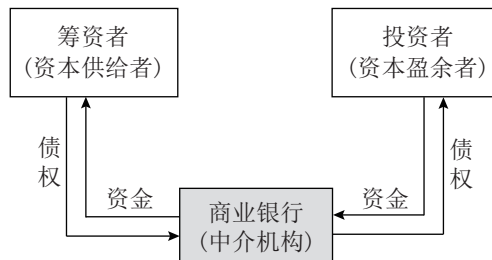 筹资者
(资本供给者)
投资者
(资本盈余者)
债权
资金
商业银行
(中介机构)
资金
债权